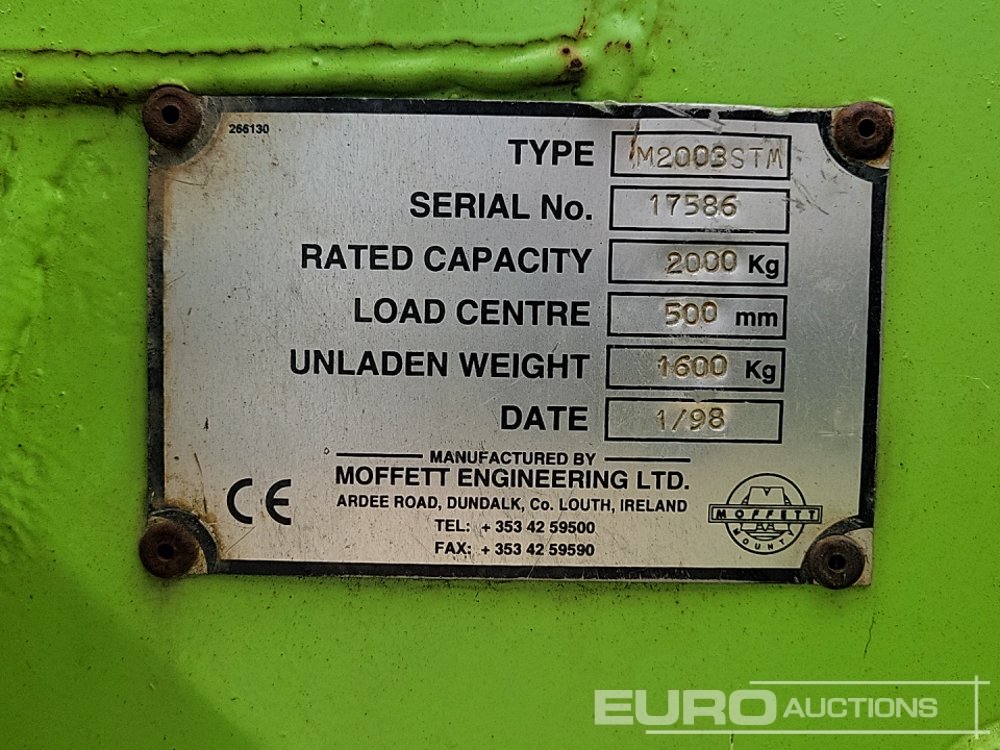 266130
TYPE M2003STM
SERIAL No. 17586
RATED CAPACITY 2000 Kg
LOAD CENTRE 500 mm
UNLADEN WEIGHT 1600 Kg
DATE 1/98
MANUFACTURED BY
MOFFETT ENGINEERING LTD.
ARDEE ROAD, DUNDALK, Co. LOUTH, IRELAND
TEL: + 353 42 59500
FAX: + 353 42 59590
CE
MOFFETT
MOUNTY
EURO AUCTIONS